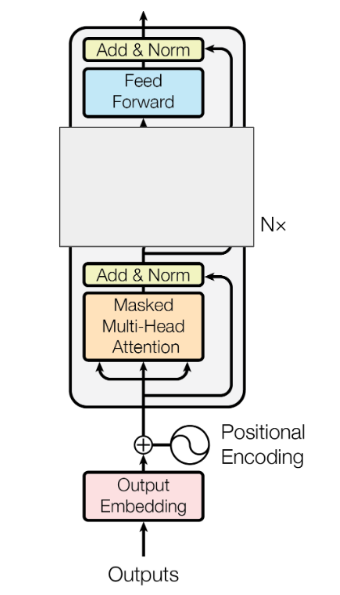 Add & Norm
Feed
Forward
N×
Add & Norm
Masked
Multi-Head
Attention
Positional
Encoding
Output
Embedding
Outputs